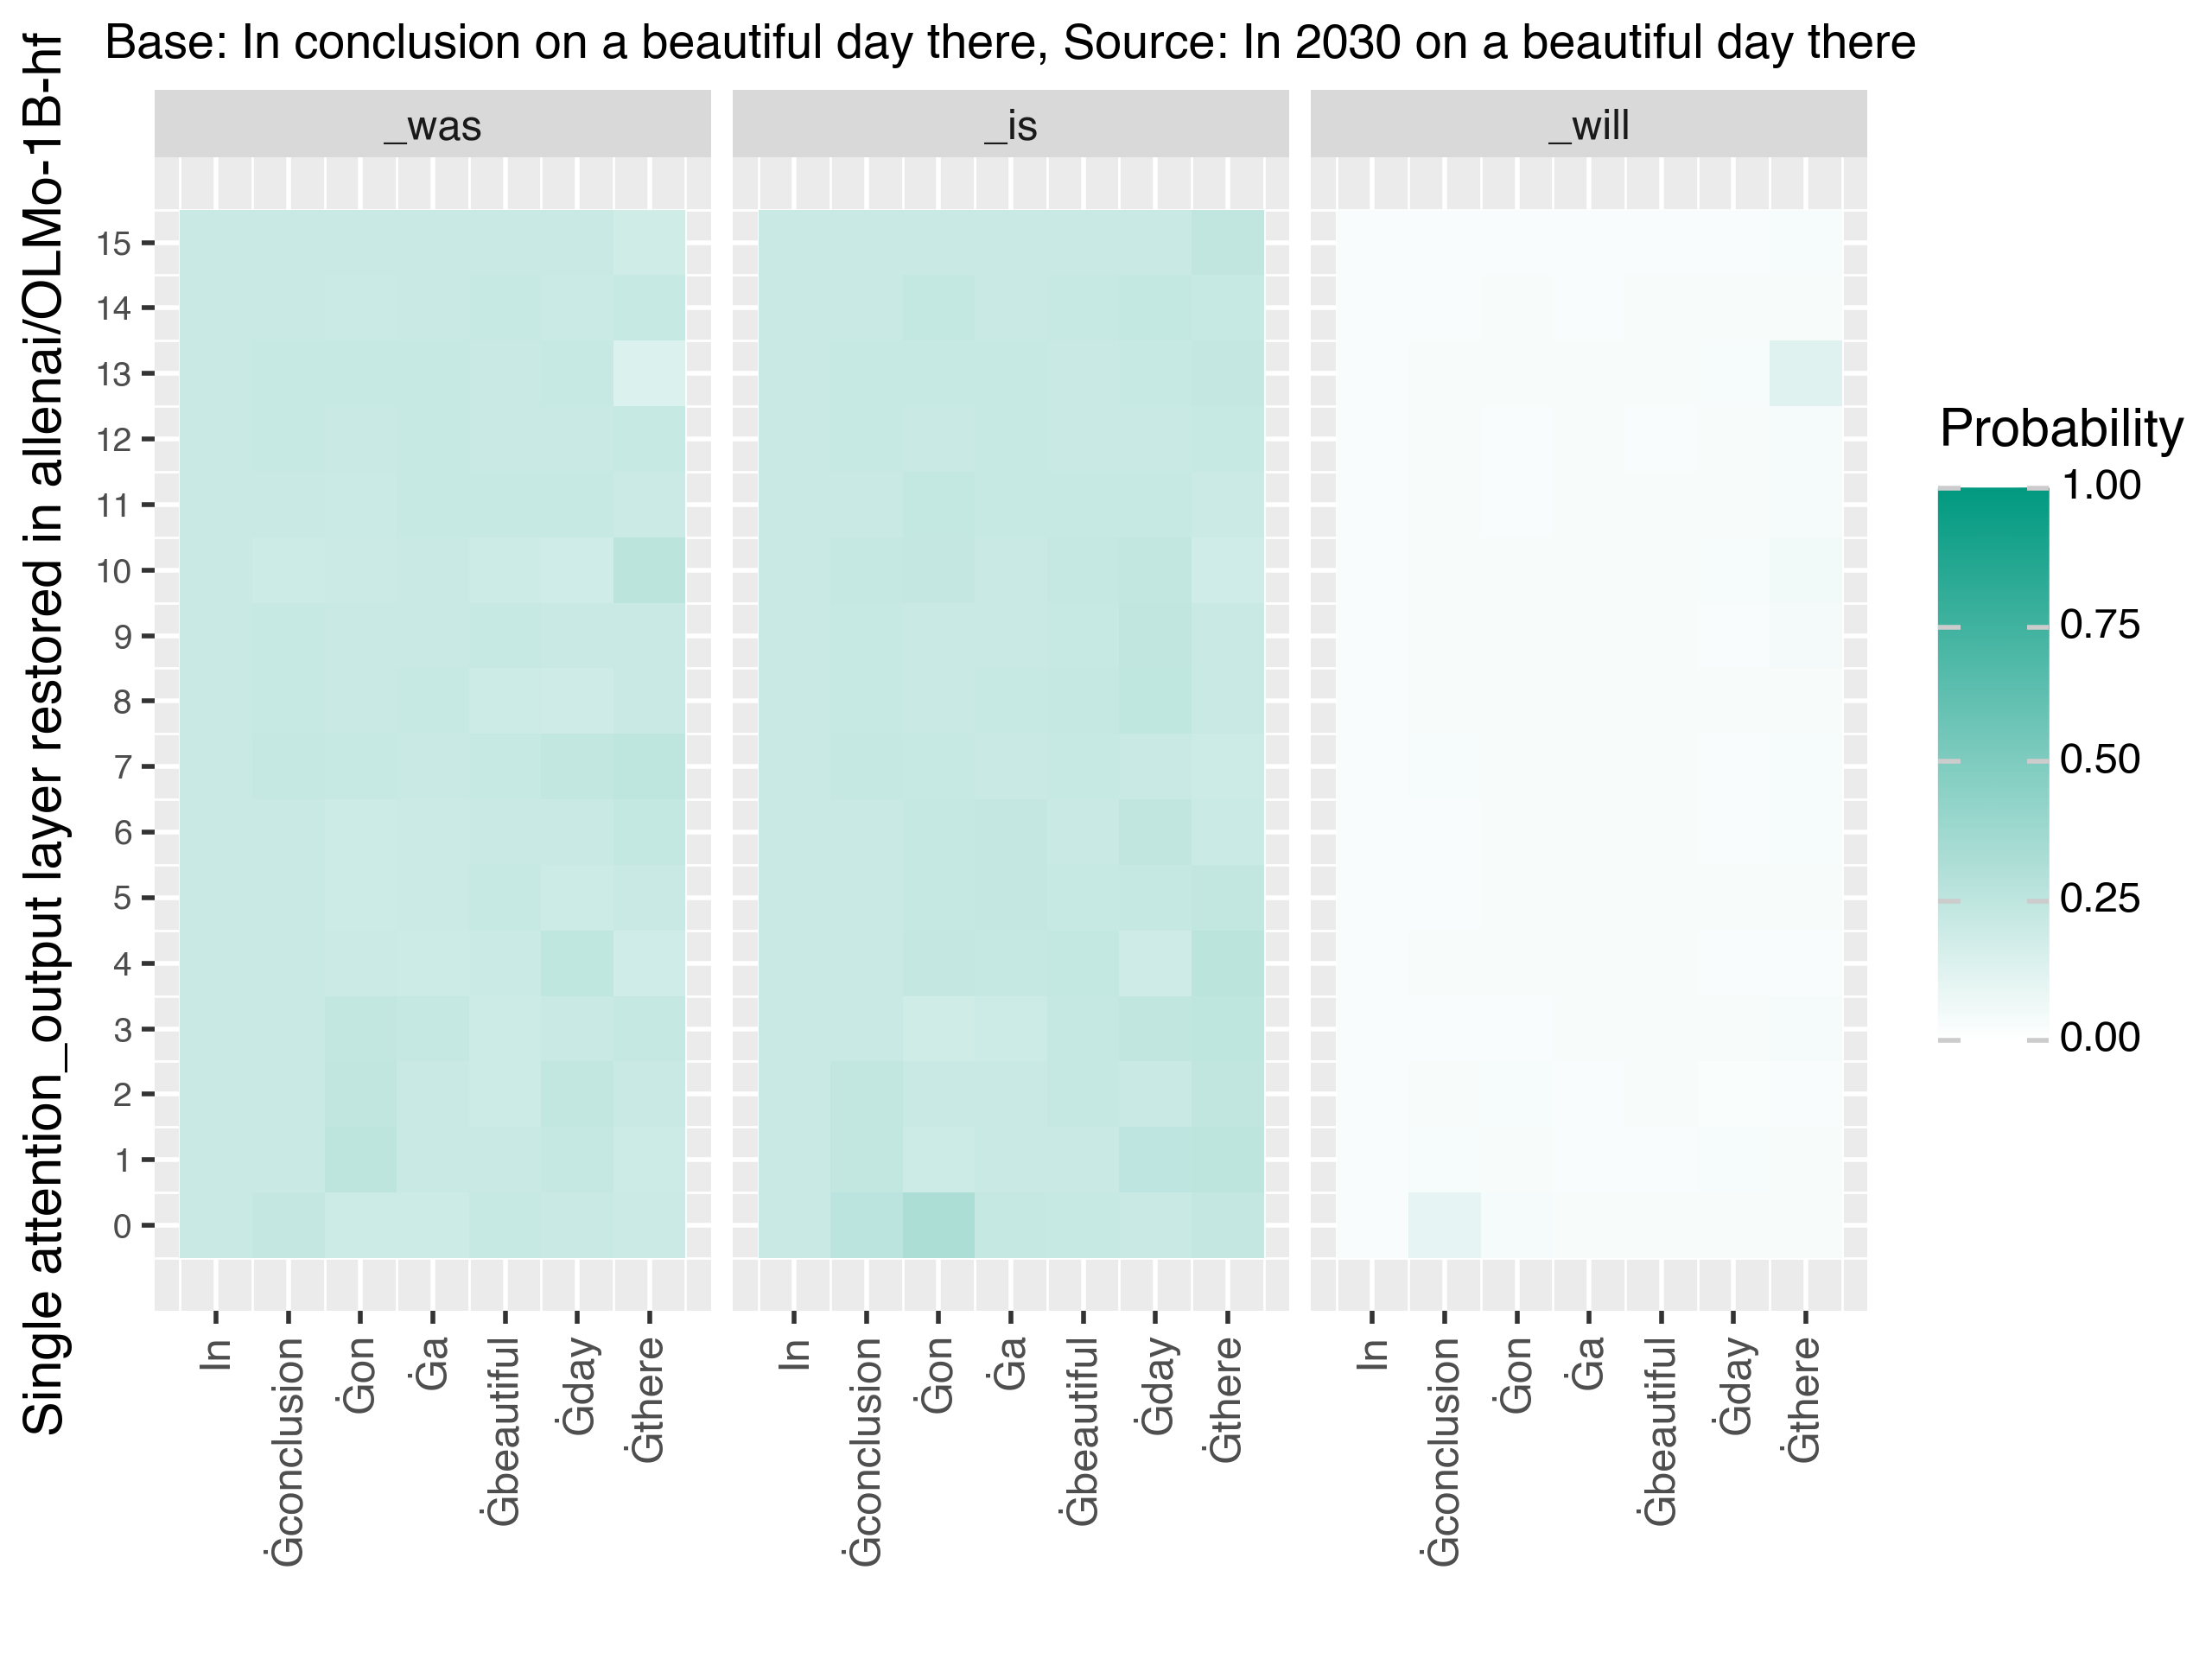 Base: In conclusion on a beautiful day there, Source: In 2030 on a beautiful day there
Single attention_output layer restored in allenai/OLMo-1B-hf
_was
_is
_will
15
14
13
12
11
10
9
8
7
6
5
4
3
2
1
0
In
Ġconclusion
Ġon
Ġa
Ġbeautiful
Ġday
Ġthere
In
Ġconclusion
Ġon
Ġa
Ġbeautiful
Ġday
Ġthere
In
Ġconclusion
Ġon
Ġa
Ġbeautiful
Ġday
Ġthere
Probability
1.00
0.75
0.50
0.25
0.00